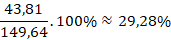 43,81
149,64 . 100% ≈ 29,28%